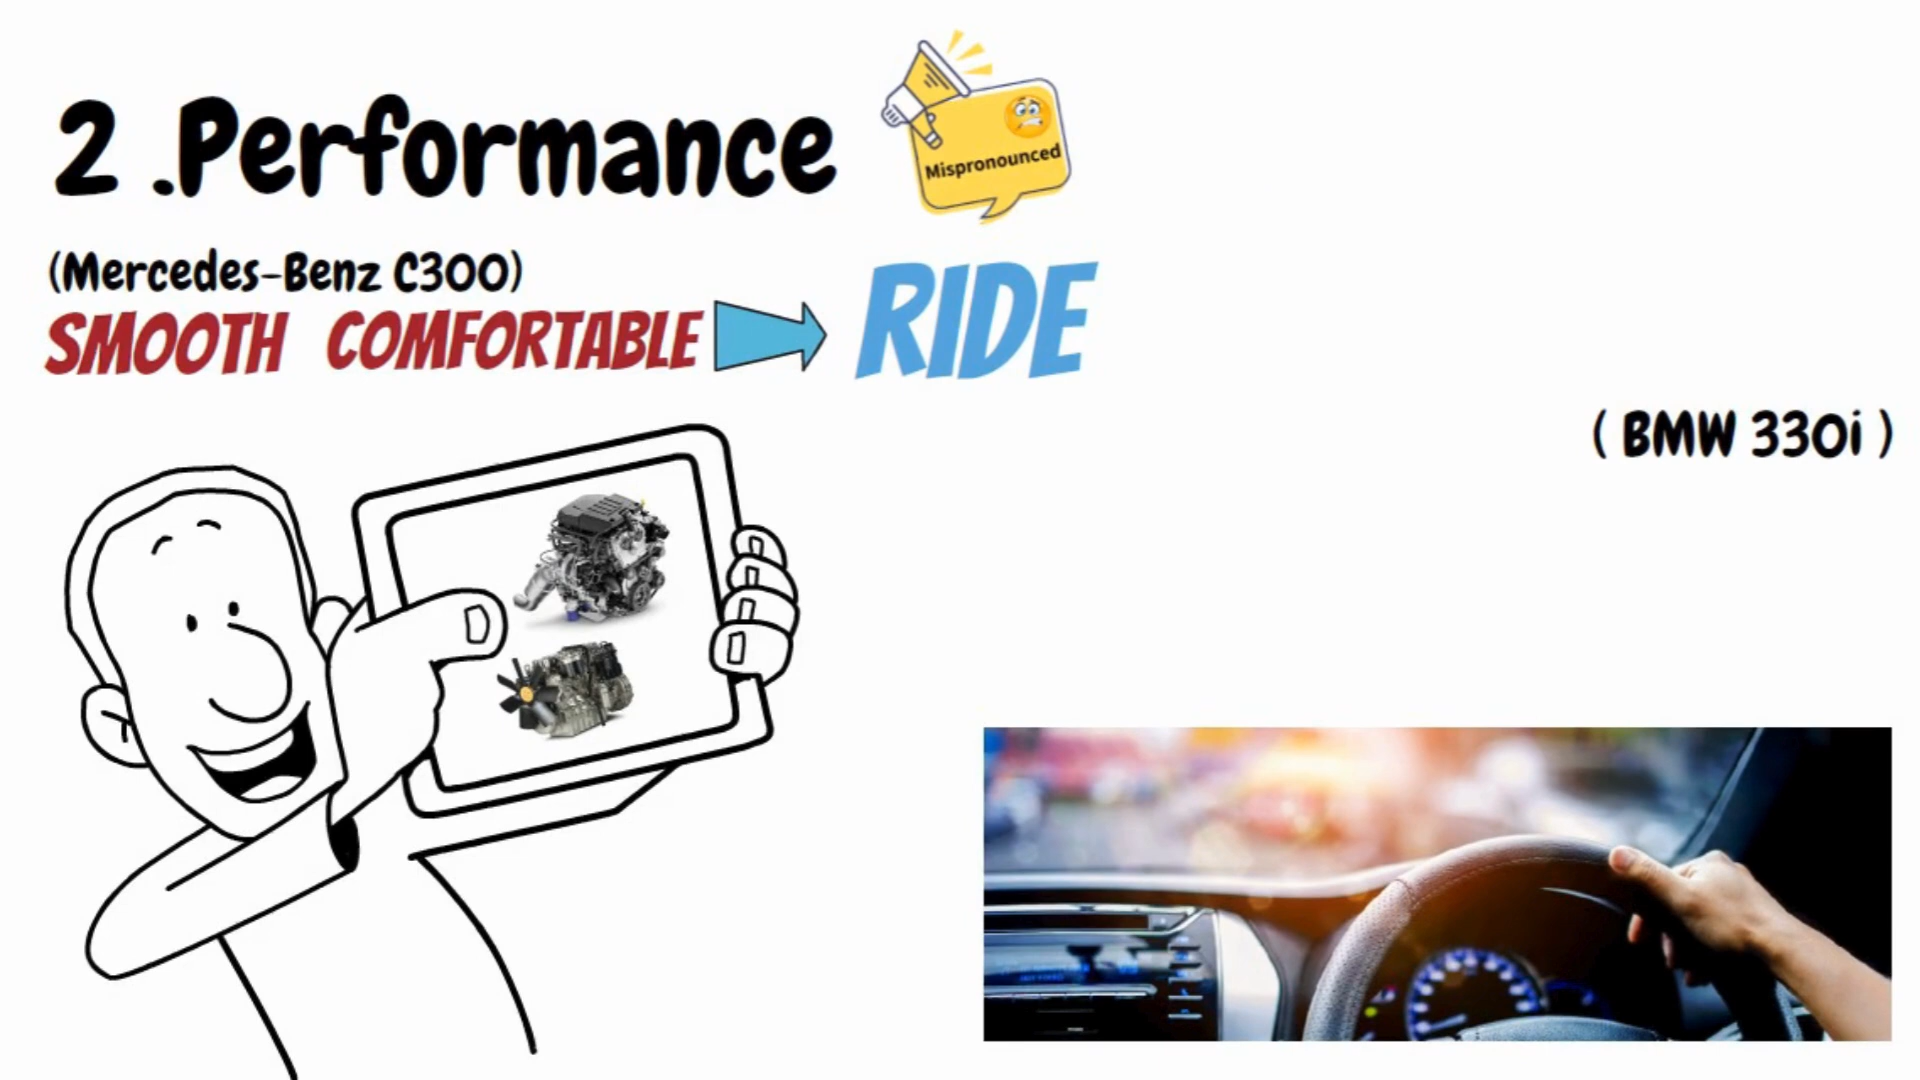 2 .Performance
Mispronounced
(Mercedes-Benz C300)
SMOOTH COMFORTABLE
RIDE
( BMW 330i )